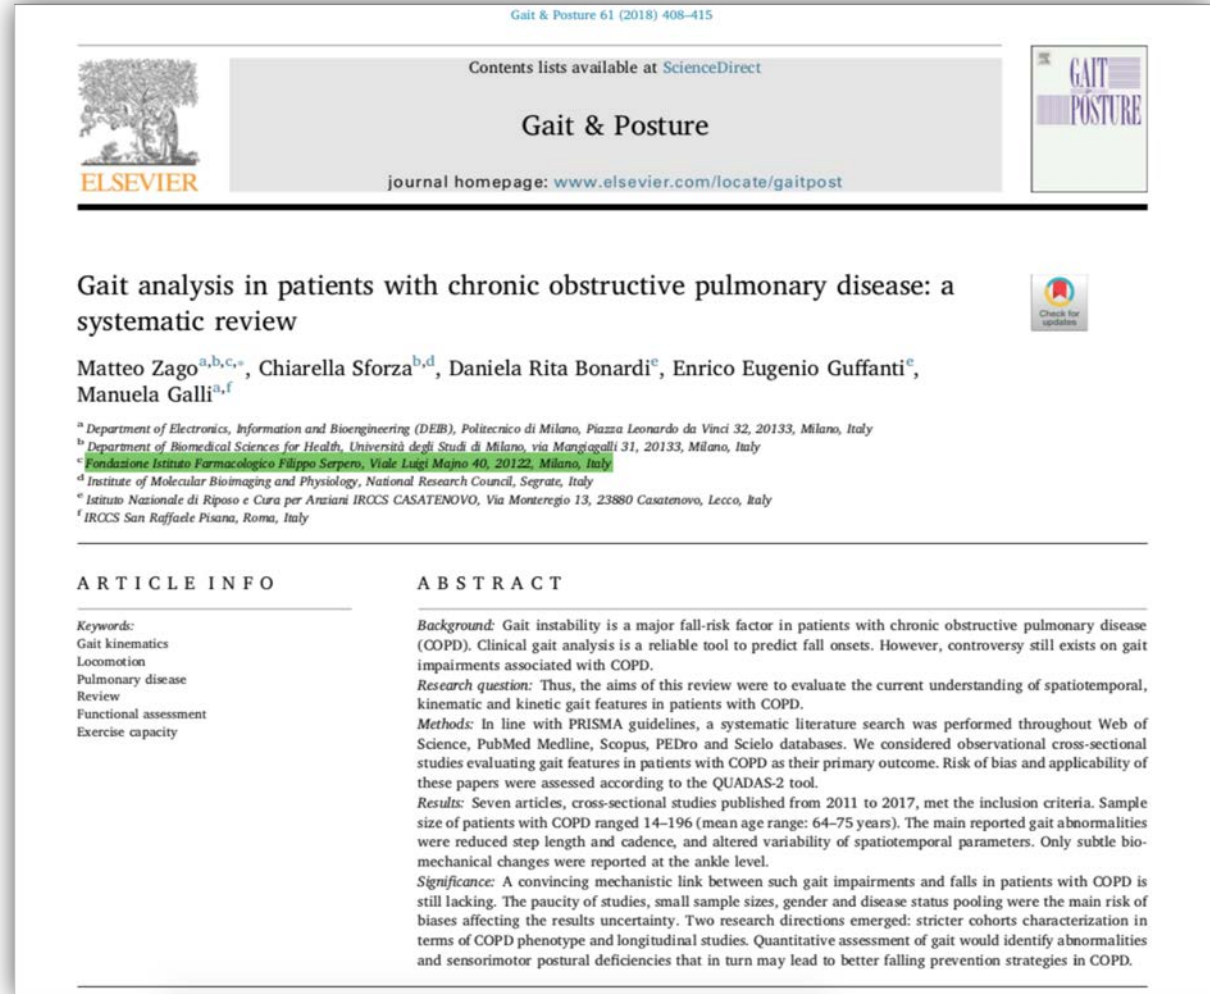 Gait & Posture 61 (2018) 408–415
Contents lists available at ScienceDirect
Gait & Posture
journal homepage: www.elsevier.com/locate/gaitpost
ELSEVIER
GAIT
POSTURE
Gait analysis in patients with chronic obstructive pulmonary disease: a
systematic review
Check for
updates
Matteo Zagoa,b,c,*, Chiarella Sforzab,d, Daniela Rita Bonardie, Enrico Eugenio Guffantie,
Manuela Gallia,f
a Department of Electronics, Information and Bioengineering (DEIB), Politecnico di Milano, Piazza Leonardo da Vinci 32, 20133, Milano, Italy
b Department of Biomedical Sciences for Health, Università degli Studi di Milano, via Mangiagalli 31, 20133, Milano, Italy
c Fondazione Istituto Farmacologico Filippo Serpero, Viale Luigi Majno 40, 20122, Milano, Italy
d Institute of Molecular Bioimaging and Physiology, National Research Council, Segrate, Italy
e Istituto Nazionale di Riposo e Cura per Anziani IRCCS CASATENOVO, Via Monteregio 13, 23880 Casatenovo, Lecco, Italy
f IRCCS San Raffaele Pisana, Roma, Italy
ARTICLE INFO
Keywords:
Gait kinematics
Locomotion
Pulmonary disease
Review
Functional assessment
Exercise capacity
ABSTRACT
Background: Gait instability is a major fall-risk factor in patients with chronic obstructive pulmonary disease
(COPD). Clinical gait analysis is a reliable tool to predict fall onsets. However, controversy still exists on gait
impairments associated with COPD.
Research question: Thus, the aims of this review were to evaluate the current understanding of spatiotemporal,
kinematic and kinetic gait features in patients with COPD.
Methods: In line with PRISMA guidelines, a systematic literature search was performed throughout Web of
Science, PubMed Medline, Scopus, PEDro and Scielo databases. We considered observational cross-sectional
studies evaluating gait features in patients with COPD as their primary outcome. Risk of bias and applicability of
these papers were assessed according to the QUADAS-2 tool.
Results: Seven articles, cross-sectional studies published from 2011 to 2017, met the inclusion criteria. Sample
size of patients with COPD ranged 14–196 (mean age range: 64–75 years). The main reported gait abnormalities
were reduced step length and cadence, and altered variability of spatiotemporal parameters. Only subtle bio-
mechanical changes were reported at the ankle level.
Significance: A convincing mechanistic link between such gait impairments and falls in patients with COPD is
still lacking. The paucity of studies, small sample sizes, gender and disease status pooling were the main risk of
biases affecting the results uncertainty. Two research directions emerged: stricter cohorts characterization in
terms of COPD phenotype and longitudinal studies. Quantitative assessment of gait would identify abnormalities
and sensorimotor postural deficiencies that in turn may lead to better falling prevention strategies in COPD.